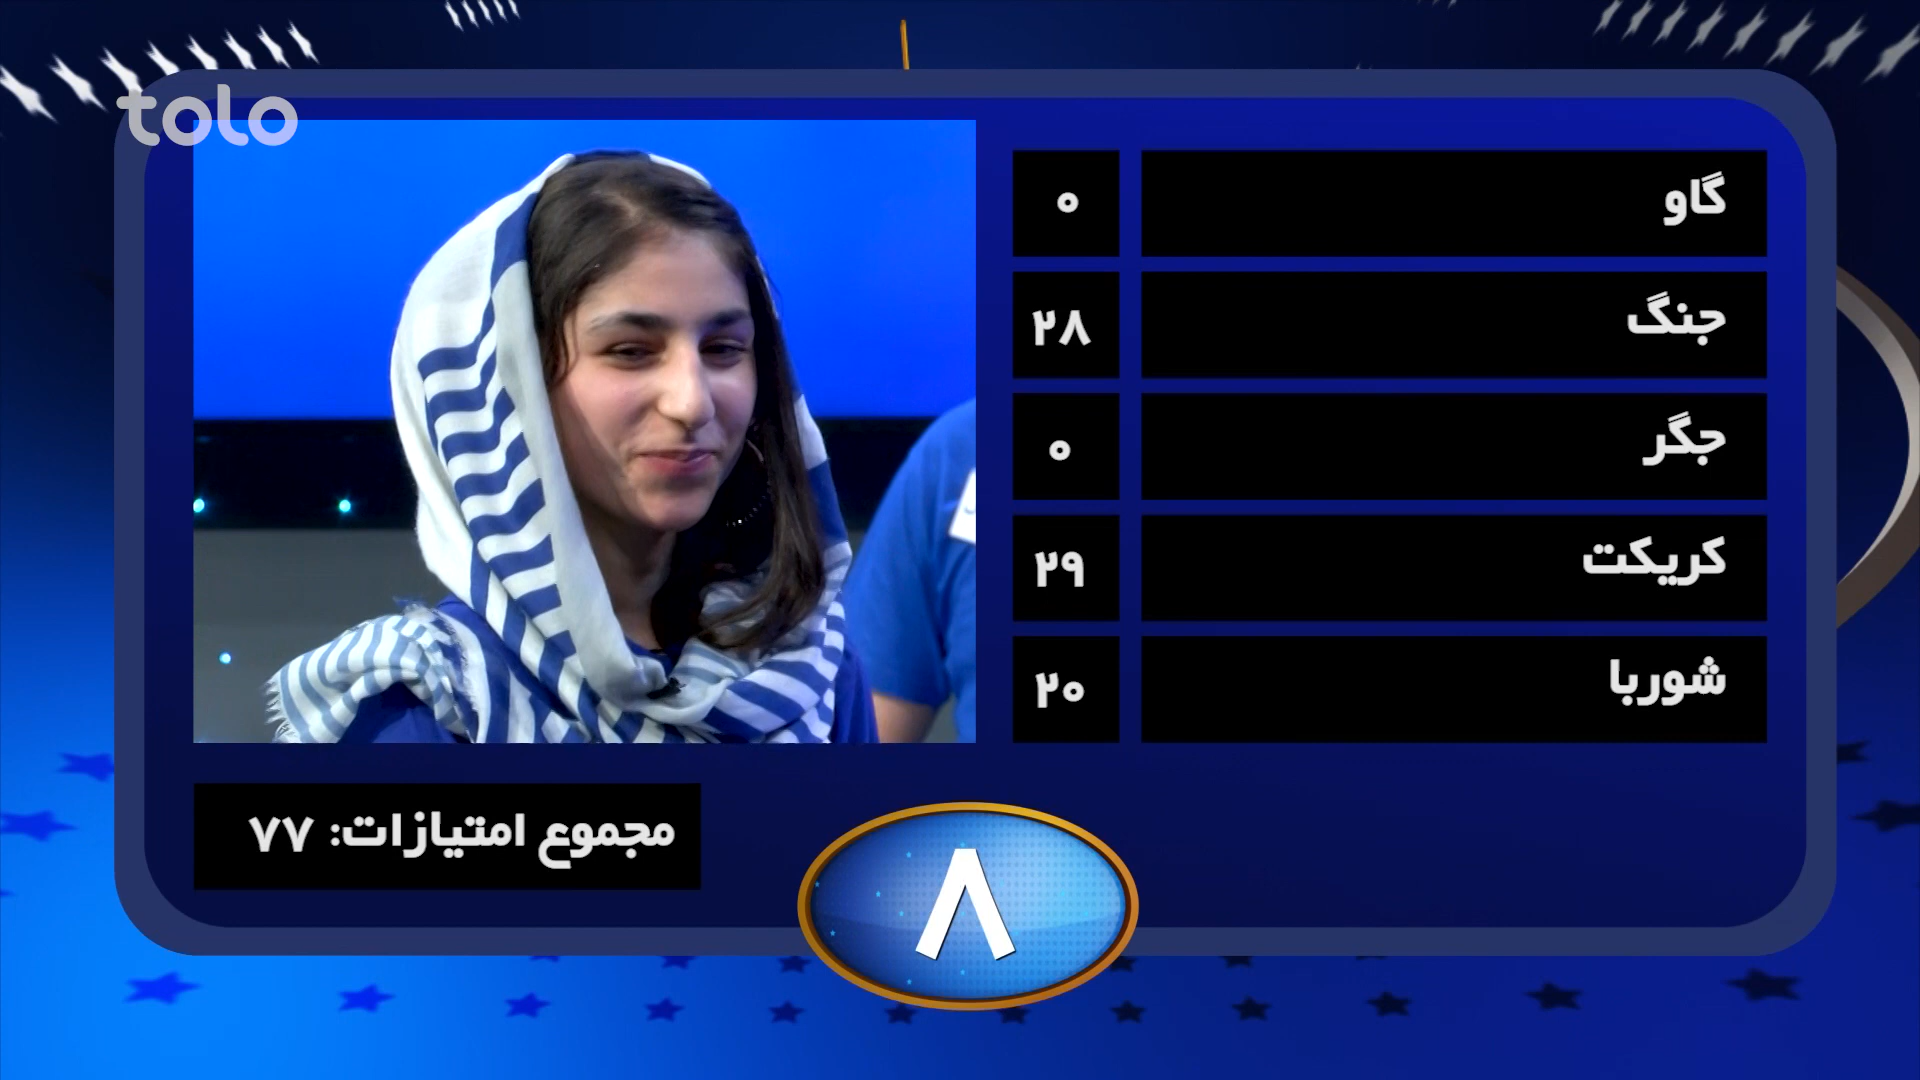 tolo
گاو ۰
جنگ ۲۸
جگر ۰
کریکت ۲۹
شوربا ۲۰
مجموع امتیازات: ۷۷
۸